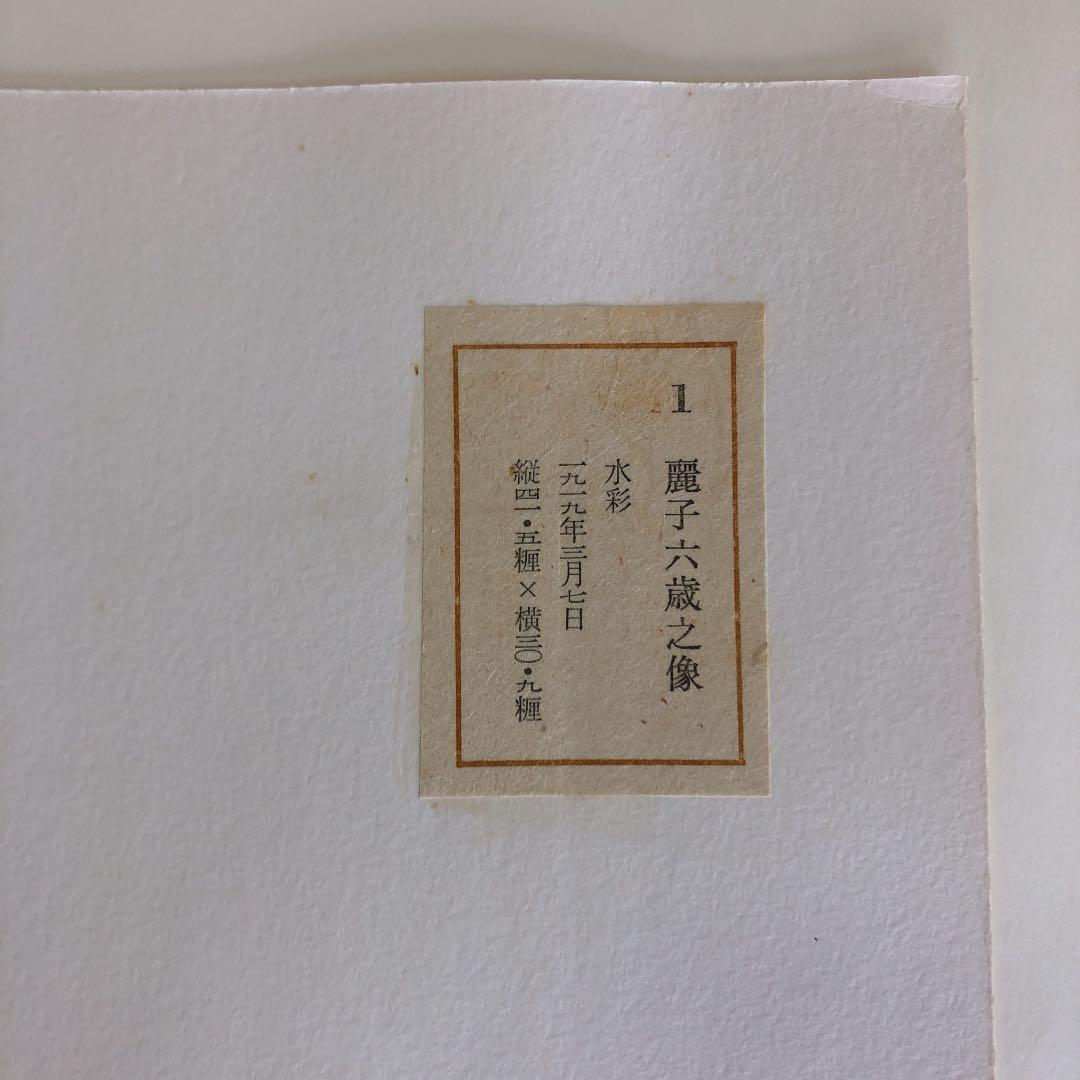 1 麗子六歳之像
水彩
一九一九年三月七日
縦四一・五糎×横三〇・九糎